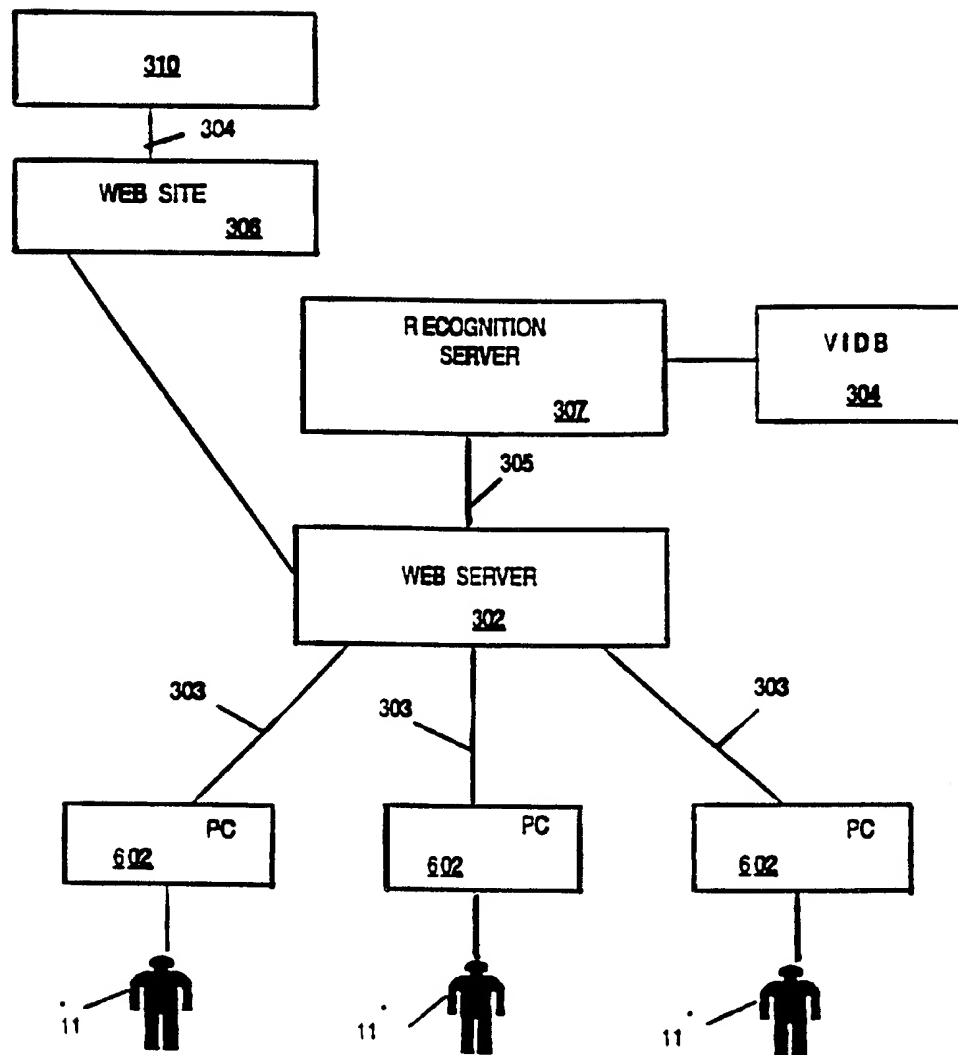 310
304
WEB SITE
306
RECOGNITION
SERVER
307
VIDB
304
305
WEB SERVER
302
303
303
303
PC
602
PC
602
PC
602
11
11
11